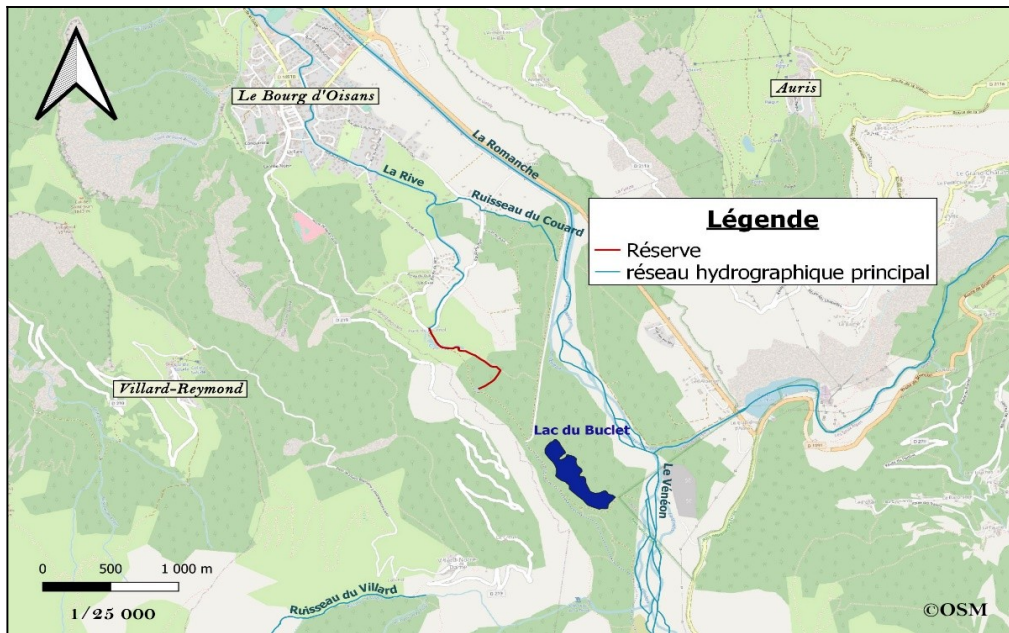 Le Bourg d'Oisans
Auris
La Romanche
La Rive
Ruisseau du Couard
Légende
Réserve
réseau hydrographique principal
Villard-Reymond
Lac du Buclet
Le Vénéon
0 500 1 000 m
1/25 000
Ruisseau du Villard
©OSM